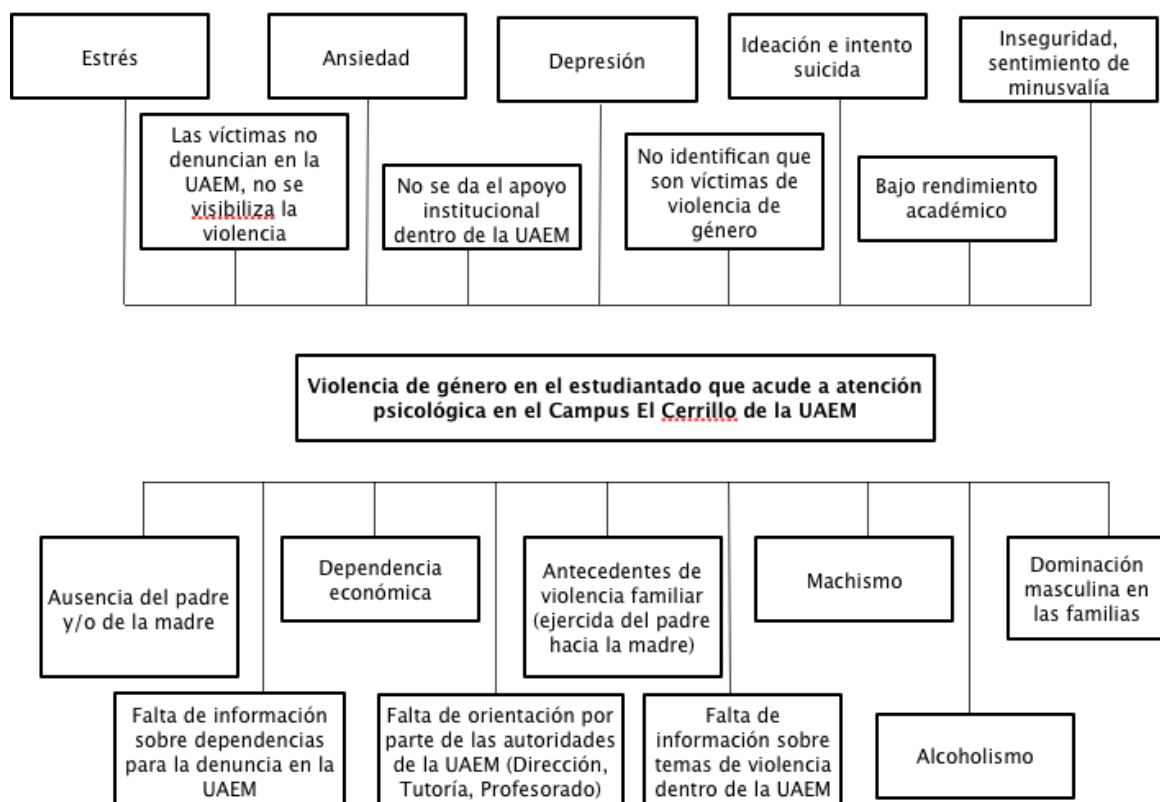 Estrés
Ansiedad
Depresión
Ideación e intento
suicida
Inseguridad,
sentimiento de
minusvalía
Las víctimas no
denuncian en la
UAEM, no se
visibiliza la
violencia
No se da el apoyo
institucional
dentro de la UAEM
No identifican que
son víctimas de
violencia de
género
Bajo rendimiento
académico
Violencia de género en el estudiantado que acude a atención
psicológica en el Campus El Cerrillo de la UAEM
Ausencia del padre
y/o de la madre
Dependencia
económica
Antecedentes de
violencia familiar
(ejercida del padre
hacia la madre)
Machismo
Dominación
masculina en
las familias
Falta de información
sobre dependencias
para la denuncia en la
UAEM
Falta de orientación por
parte de las autoridades
de la UAEM (Dirección,
Tutoría, Profesorado)
Falta de
información sobre
temas de violencia
dentro de la UAEM
Alcoholismo